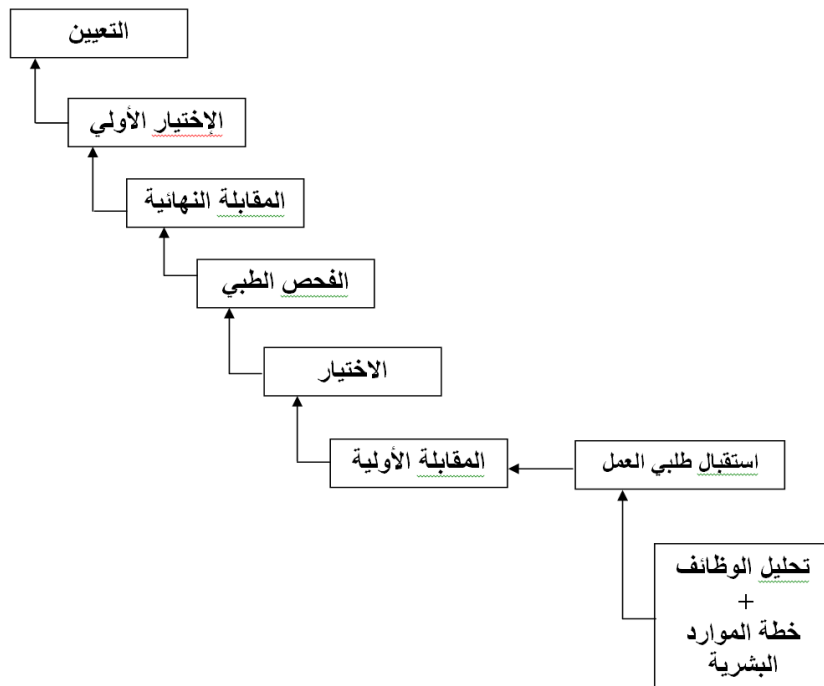 التعيين
الإختيار الأولي
المقابلة النهائية
الفحص الطبي
الاختيار
المقابلة الأولية
استقبال طلبي العمل
تحليل الوظائف
+
خطة الموارد
البشرية